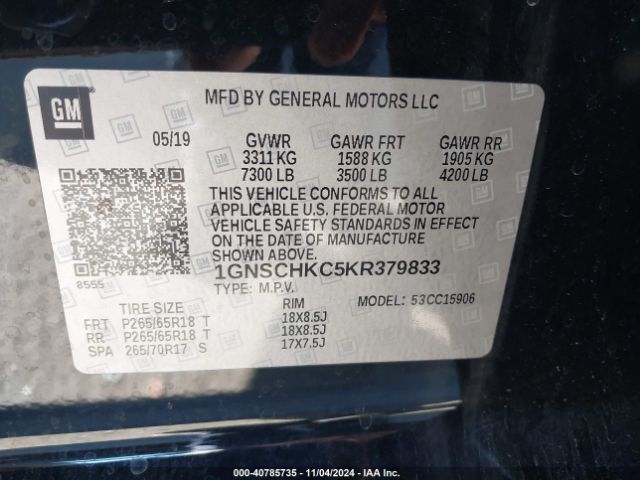 GM
MFD BY GENERAL MOTORS LLC
05/19 GVWR GAWR FRT GAWR RR
3311 KG 1588 KG 1905 KG
7300 LB 3500 LB 4200 LB
THIS VEHICLE CONFORMS TO ALL
APPLICABLE U.S. FEDERAL MOTOR
VEHICLE SAFETY STANDARDS IN EFFECT
ON THE DATE OF MANUFACTURE
SHOWN ABOVE.
1GNSCHKC5KR379833
8555
TYPE: M.P.V. MODEL: 53CC15906
TIRE SIZE RIM
FRT P265/65R18 T 18X8.5J
RR P265/65R18 T 18X8.5J
SPA 265/70R17 S 17X7.5J
000-40785735 - 11/04/2024 - IAA Inc.